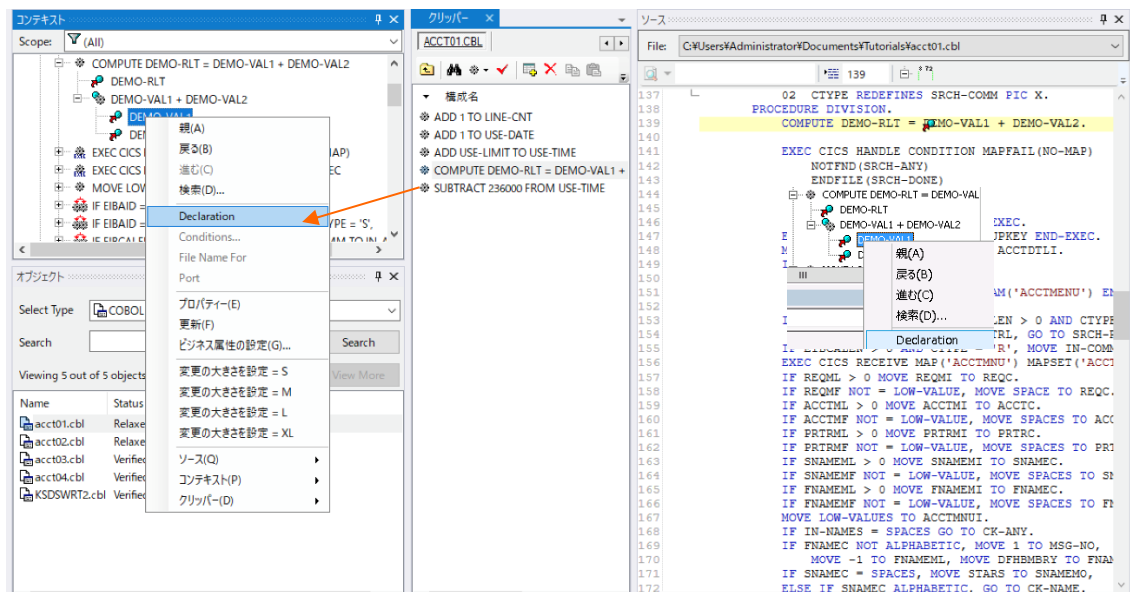 コンテキスト
Scope: (All)
COMPUTE DEMO-RLT = DEMO-VAL1 + DEMO-VAL2
DEMO-RLT
DEMO-VAL1 + DEMO-VAL2
DEMO-VAL1
EXEC CICS
EXEC CICS
MOVE LOW
IF EIBAID =
IF EIBAID =
親(A)
戻る(B)
進む(C)
検索(D)...
Declaration
Conditions...
File Name For
Port
プロパティー(E)
更新(F)
ビジネス属性の設定(G)...
変更の大きさを設定 = S
変更の大きさを設定 = M
変更の大きさを設定 = L
変更の大きさを設定 = XL
ソース(Q)
コンテキスト(P)
クリッパー(D)
オブジェクト
Select Type COBOL
Search Search
Viewing 5 out of 5 objects View More
Name Status
acct01.cbl Relaxe
acct02.cbl Relaxe
acct03.cbl Verified
acct04.cbl Verified
KSDSWRT2.cbl Verified
クリッパー
ACCT01.CBL
構成名
ADD 1 TO LINE-CNT
ADD 1 TO USE-DATE
ADD USE-LIMIT TO USE-TIME
COMPUTE DEMO-RLT = DEMO-VAL1 +
SUBTRACT 236000 FROM USE-TIME
ソース
File: C:¥Users¥Administrator¥Documents¥Tutorials¥acct01.cbl
139
137 02 CTYPE REDEFINES SRCH-COMM PIC X.
138 PROCEDURE DIVISION.
139 COMPUTE DEMO-RLT = DEMO-VAL1 + DEMO-VAL2.
140
141 EXEC CICS HANDLE CONDITION MAPFAIL(NO-MAP)
142 NOTFND(SRCH-ANY)
143 ENDFILE(SRCH-DONE)
144 COMPUTE DEMO-RLT = DEMO-VAL
145 DEMO-RLT
146 DEMO-VAL1 + DEMO-VAL2 EXEC.
147 DEMO-VAL1 UPKEY END-EXEC.
148 親(A) ACCTDTLI.
149 戻る(B)
150
151 進む(C) AM('ACCTMENU') EN
152 検索(D)...
153 LEN > 0 AND CTYPE
154 Declaration TRL, GO TO SRCH-
155 'R', MOVE IN-COMM
156 EXEC CICS RECEIVE MAP('ACCTMNU') MAPSET('ACCT
157 IF REQML > 0 MOVE REQMI TO REQC.
158 IF REQMF NOT = LOW-VALUE, MOVE SPACE TO REQC.
159 IF ACCTML > 0 MOVE ACCTMI TO ACCTC.
160 IF ACCTMF NOT = LOW-VALUE, MOVE SPACES TO ACC
161 IF PRTRML > 0 MOVE PRTRMI TO PRTRC.
162 IF PRTRMF NOT = LOW-VALUE, MOVE SPACES TO PRT
163 IF SNAMEML > 0 MOVE SNAMEMI TO SNAMEC.
164 IF SNAMEMF NOT = LOW-VALUE, MOVE SPACES TO SN
165 IF FNAMEML > 0 MOVE FNAMEMI TO FNAMEC.
166 IF FNAMEMF NOT = LOW-VALUE, MOVE SPACES TO FN
167 MOVE LOW-VALUES TO ACCTMNUI.
168 IF IN-NAMES = SPACES GO TO CK-ANY.
169 IF FNAMEC NOT ALPHABETIC, MOVE 1 TO MSG-NO,
170 MOVE -1 TO FNAMEML, MOVE DFHBMBRY TO FNAM
171 IF SNAMEC = SPACES, MOVE STARS TO SNAMEMO,
172 ELSE IF SNAMEC ALPHABETIC, GO TO CK-NAME.